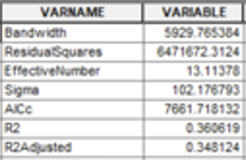 VARNAME VARIABLE
Bandwidth 5929.765384
ResidualSquares 6471672.3124
EffectiveNumber 13.11378
Sigma 102.176793
AICc 7661.718132
R2 0.360619
R2Adjusted 0.348124